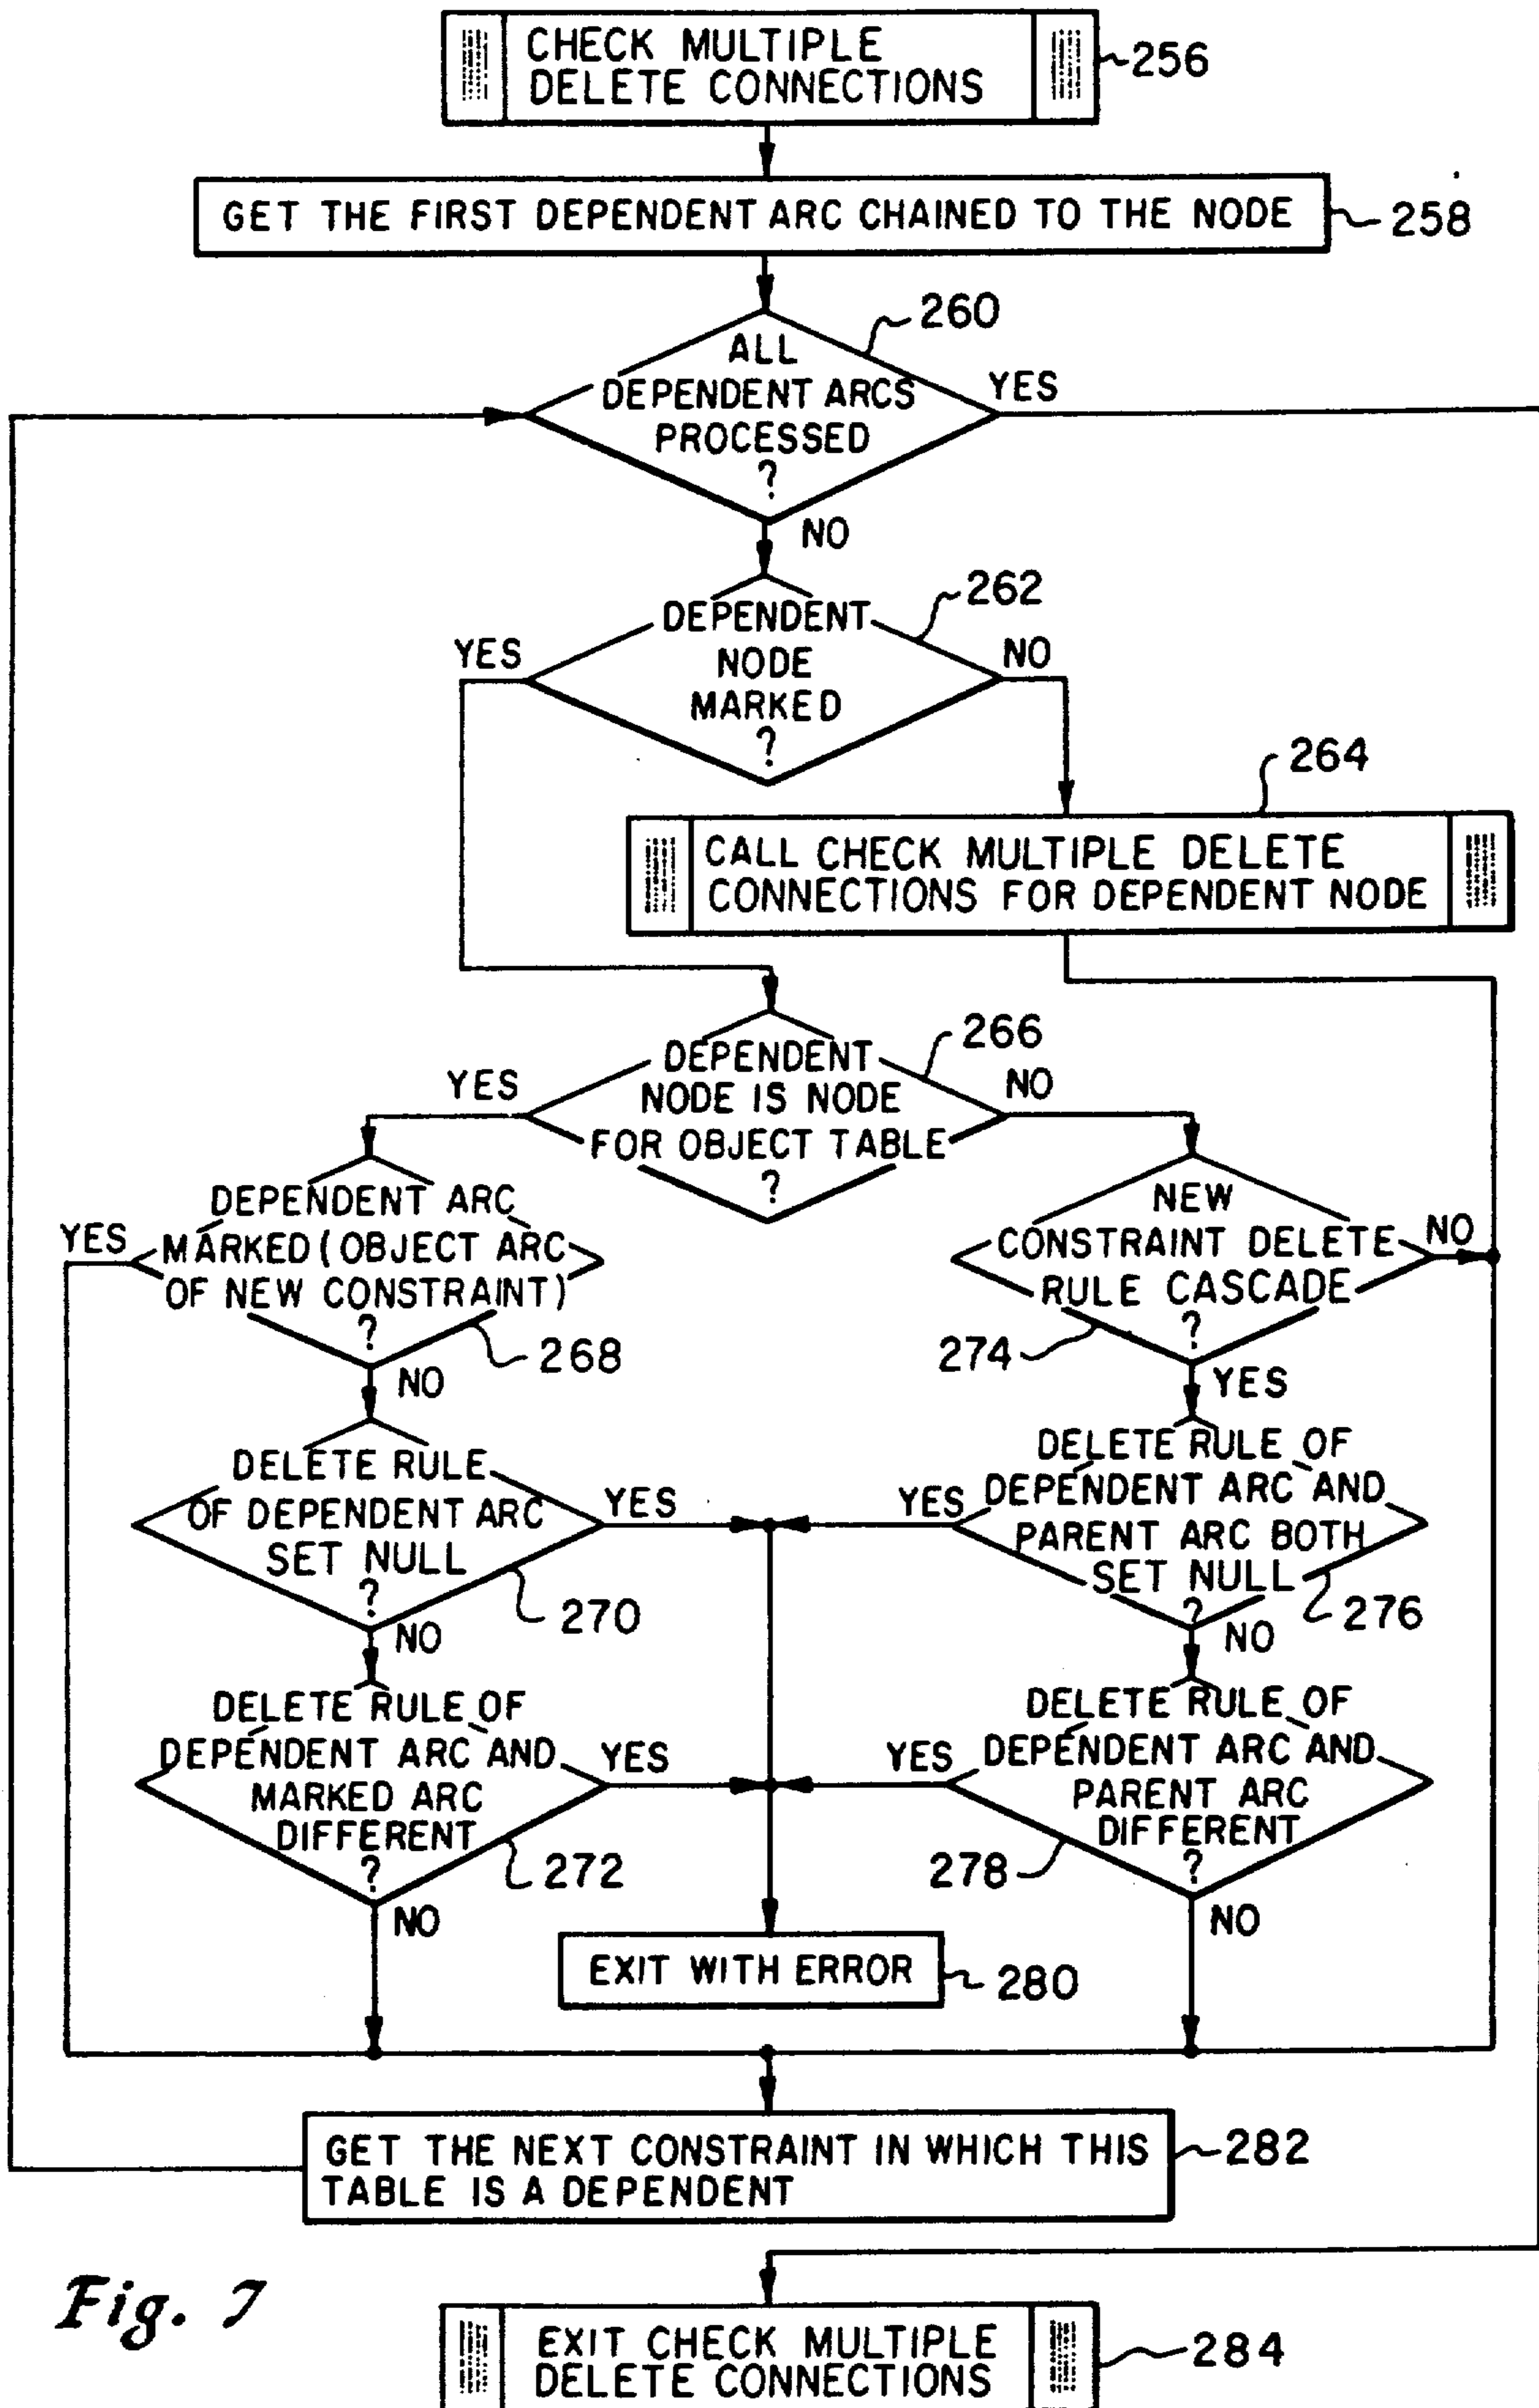 CHECK MULTIPLE
DELETE CONNECTIONS
256
GET THE FIRST DEPENDENT ARC CHAINED TO THE NODE
258
260
ALL
DEPENDENT ARCS
PROCESSED
?
YES
NO
262
DEPENDENT
NODE
MARKED
?
YES
NO
264
CALL CHECK MULTIPLE DELETE
CONNECTIONS FOR DEPENDENT NODE
266
DEPENDENT
NODE IS NODE
FOR OBJECT TABLE
?
YES
NO
DEPENDENT ARC
MARKED (OBJECT ARC
OF NEW CONSTRAINT)
?
YES
268
NO
NEW
CONSTRAINT DELETE
RULE CASCADE
?
NO
274
YES
DELETE RULE
OF DEPENDENT ARC
SET NULL
?
YES
270
NO
DELETE RULE OF
DEPENDENT ARC AND
PARENT ARC BOTH
SET NULL
?
YES
276
NO
DELETE RULE OF
DEPENDENT ARC AND
MARKED ARC
DIFFERENT
?
YES
272
NO
DELETE RULE OF
DEPENDENT ARC AND
PARENT ARC
DIFFERENT
?
YES
278
NO
EXIT WITH ERROR
280
GET THE NEXT CONSTRAINT IN WHICH THIS
TABLE IS A DEPENDENT
282
Fig. 7
EXIT CHECK MULTIPLE
DELETE CONNECTIONS
284